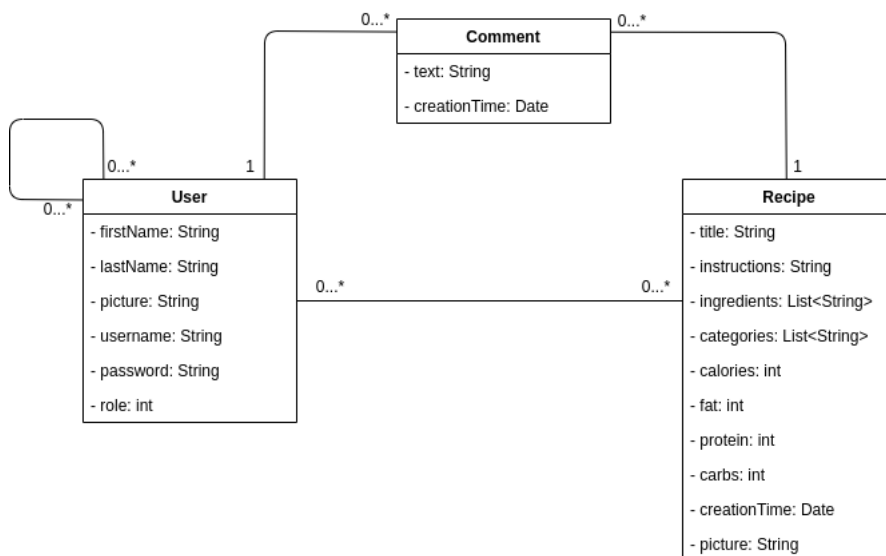 0...*
Comment
0...*
- text: String
- creationTime: Date
0...*
1
1
0...*
User
- firstName: String
- lastName: String
- picture: String
- username: String
- password: String
- role: int
0...*
0...*
Recipe
- title: String
- instructions: String
- ingredients: List<String>
- categories: List<String>
- calories: int
- fat: int
- protein: int
- carbs: int
- creationTime: Date
- picture: String